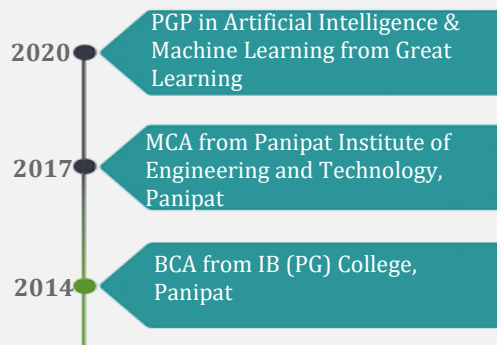 2020
PGP in Artificial Intelligence &
Machine Learning from Great
Learning
2017
MCA from Panipat Institute of
Engineering and Technology,
Panipat
2014
BCA from IB (PG) College,
Panipat